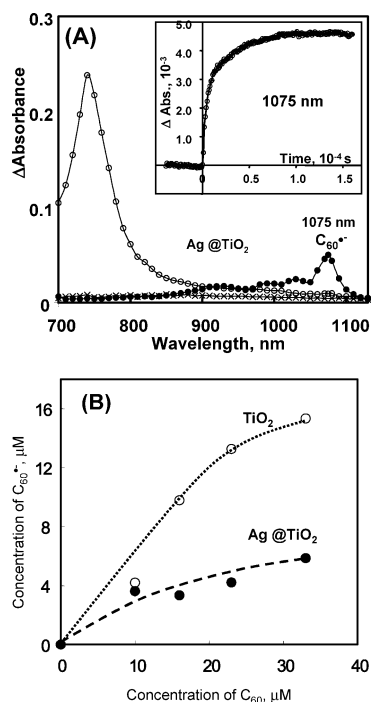 (A)
0.3
0.2
0.1
0
ΔAbsorbance
5.0
4.0
3.0
2.0
1.0
0
Δ Abs., 10⁻³
1075 nm
Time, 10⁻⁴ s
0 0.5 1.0 1.5
Ag @TiO₂
1075 nm
C₆₀•⁻
700 800 900 1000 1100
Wavelength, nm
(B)
16
12
8
4
0
Concentration of C₆₀•⁻, μM
TiO₂
Ag @TiO₂
0 10 20 30 40
Concentration of C₆₀, μM